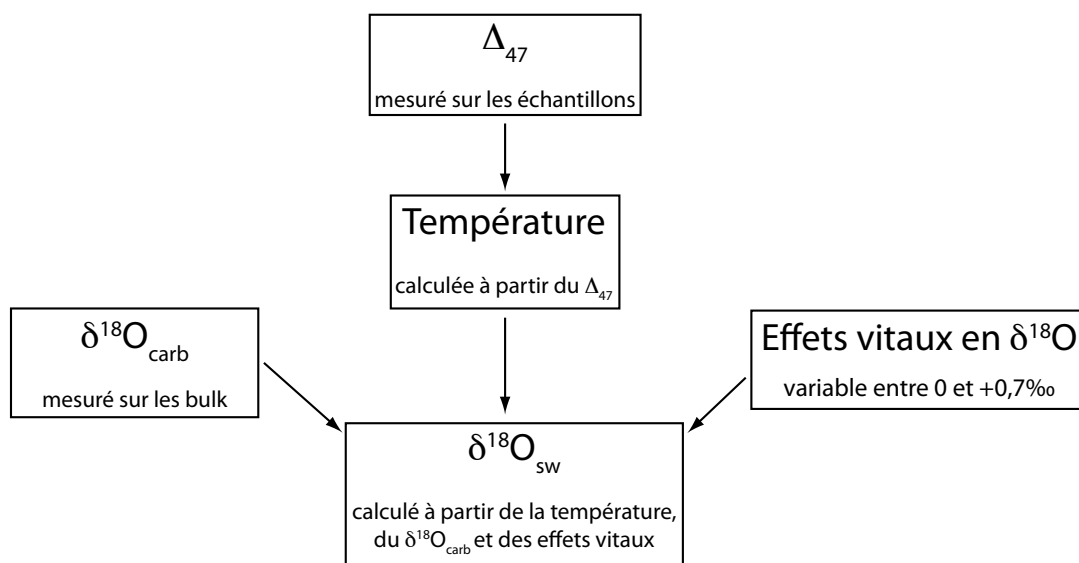 Δ47
mesuré sur les échantillons
Température
calculée à partir du Δ47
δ18Ocarb
mesuré sur les bulk
Effets vitaux en δ18O
variable entre 0 et +0,7‰
δ18Osw
calculé à partir de la température,
du δ18Ocarb et des effets vitaux